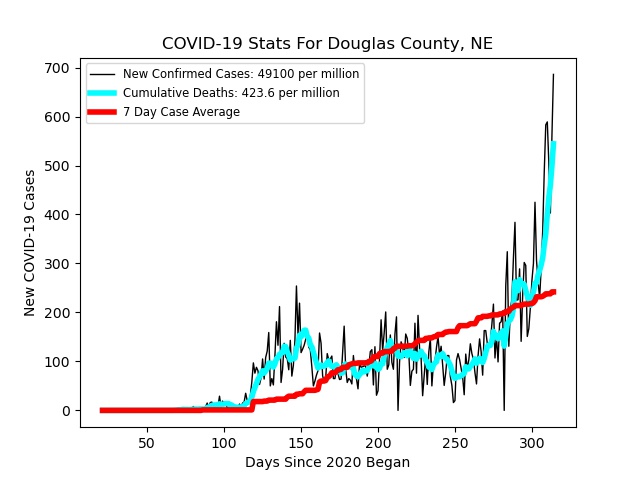 COVID-19 Stats For Douglas County, NE
New Confirmed Cases: 49100 per million
Cumulative Deaths: 423.6 per million
7 Day Case Average
700
600
500
400
300
200
100
0
New COVID-19 Cases
50 100 150 200 250 300
Days Since 2020 Began